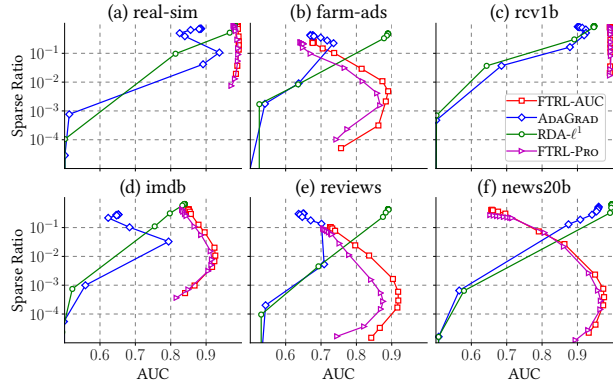 (a) real-sim
(b) farm-ads
(c) rcv1b
Sparse Ratio
10⁻¹
10⁻²
10⁻³
10⁻⁴
FTRL-AUC
ADAGRAD
RDA-ℓ¹
FTRL-PRO
(d) imdb
(e) reviews
(f) news20b
Sparse Ratio
10⁻¹
10⁻²
10⁻³
10⁻⁴
0.6 0.7 0.8 0.9
0.6 0.7 0.8 0.9
0.6 0.7 0.8 0.9
AUC
AUC
AUC